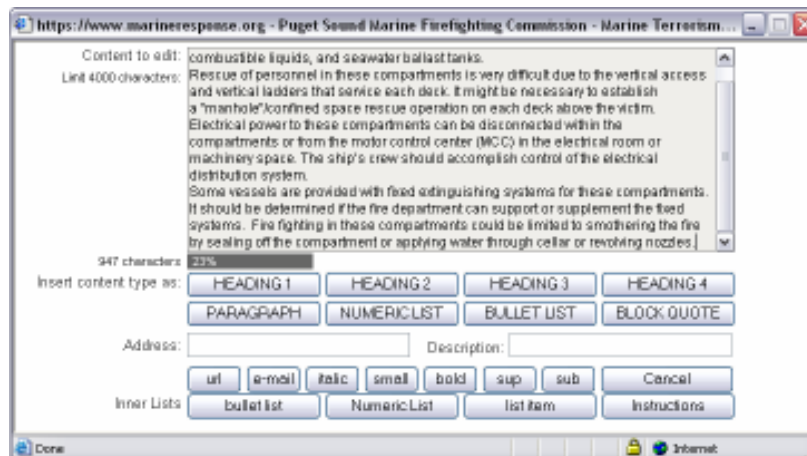 https://www.marineresponse.org - Puget Sound Marine Firefighting Commission - Marine Terrorism...
Content to edit:
Limit 4000 characters:
combustible liquids, and seawater ballast tanks.
Rescue of personnel in these compartments is very difficult due to the vertical access
and vertical ladders that service each deck. It might be necessary to establish
a "manhole"/confined space rescue operation on each deck above the victim.
Electrical power to these compartments can be disconnected within the
compartments or from the motor control center (MCC) in the electrical room or
machinery space. The ship's crew should accomplish control of the electrical
distribution system.
Some vessels are provided with fixed extinguishing systems for these compartments.
It should be determined if the fire department can support or supplement the fixed
systems. Fire fighting in these compartments could be limited to smothering the fire
by sealing off the compartment or applying water through cellar or revolving nozzles.
947 characters 23%
Insert content type as: HEADING 1 HEADING 2 HEADING 3 HEADING 4
PARAGRAPH NUMERIC LIST BULLET LIST BLOCK QUOTE
Address: Description:
url e-mail italic small bold sup sub Cancel
Inner Lists bullet list Numeric List list item Instructions
Done Internet